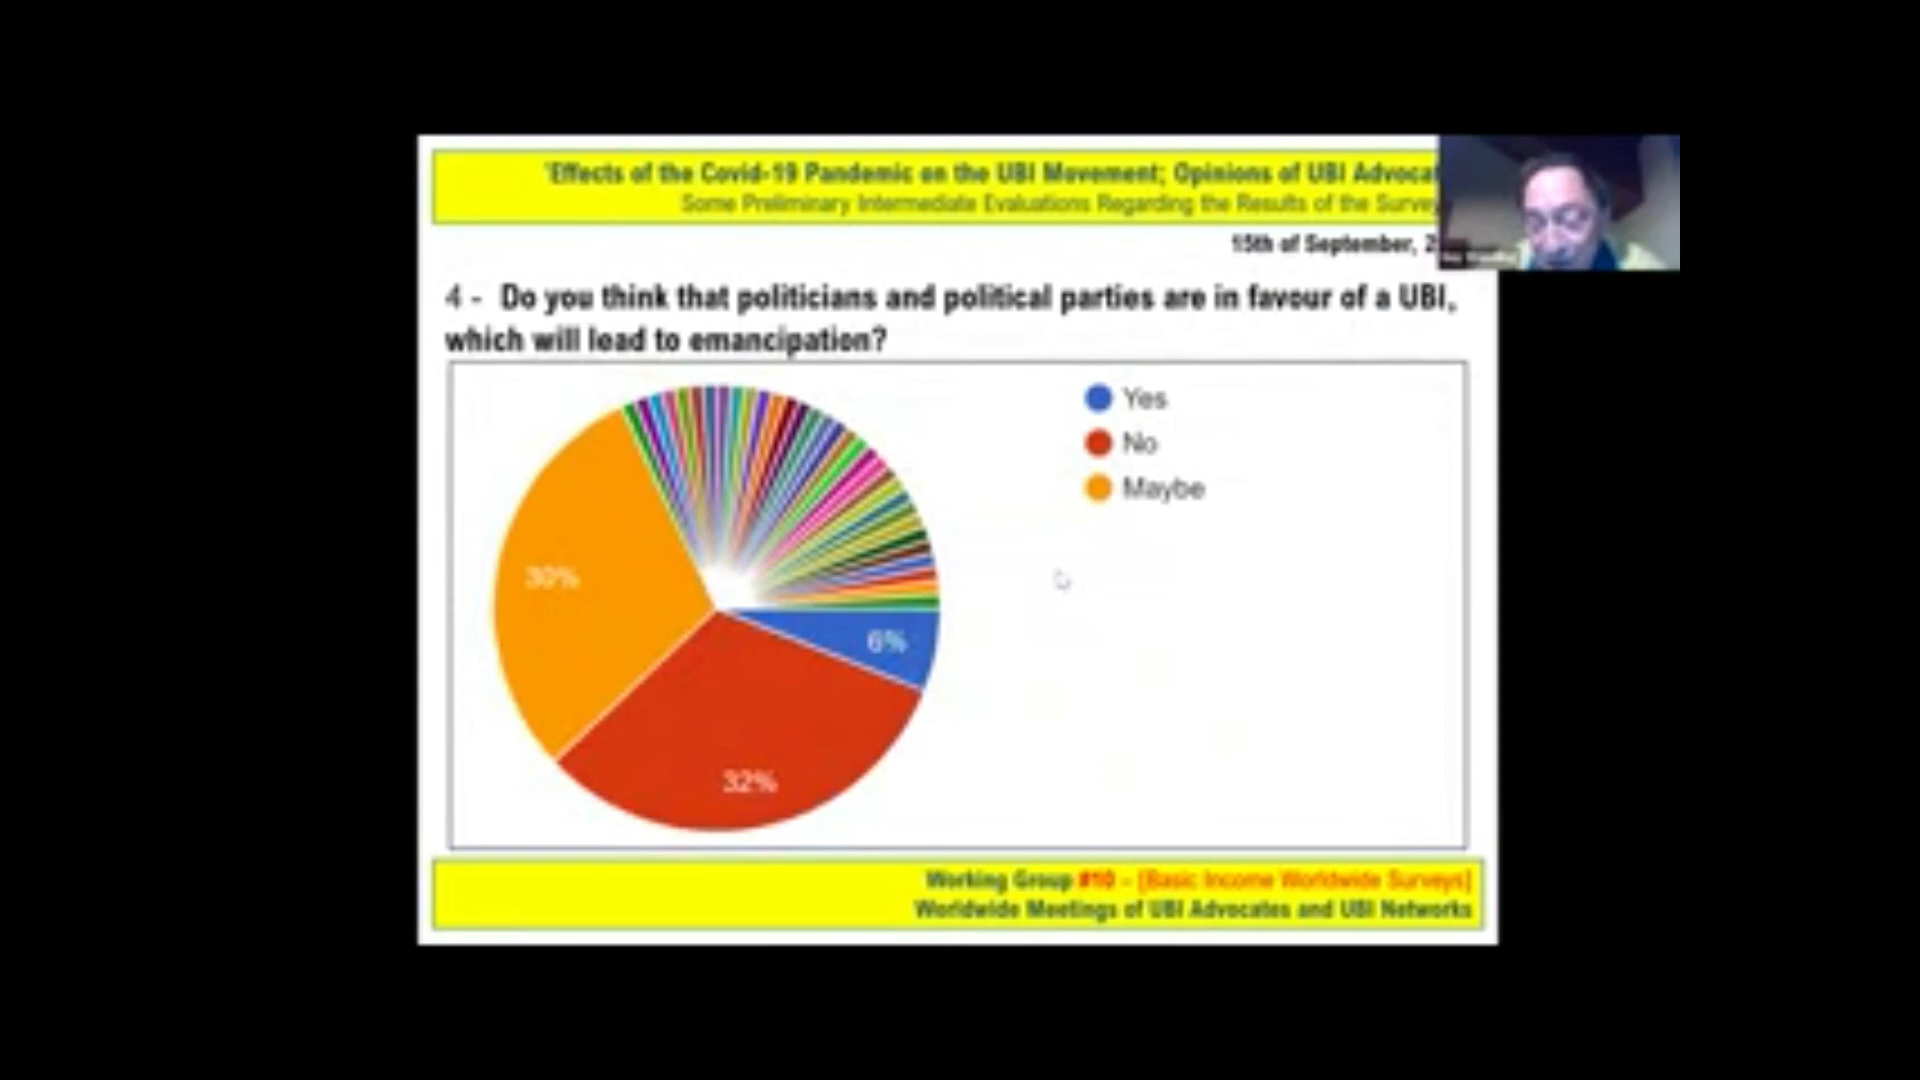 'Effects of the Covid-19 Pandemic on the UBI Movement; Opinions of UBI Advocat
Some Preliminary Intermediate Evaluations Regarding the Results of the Survey
15th of September, 2
4 - Do you think that politicians and political parties are in favour of a UBI,
which will lead to emancipation?
Yes
No
Maybe
30%
6%
32%
Working Group #10 - [Basic Income Worldwide Surveys]
Worldwide Meetings of UBI Advocates and UBI Networks